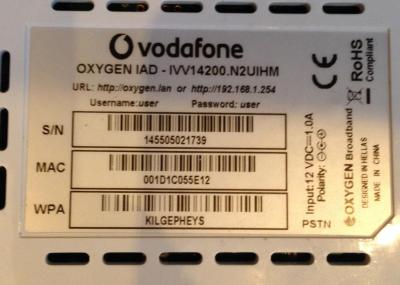 vodafone
OXYGEN IAD - IVV14200.N2UIHM
URL: http://oxygen.lan or http://192.168.1.254
Username:user Password: user
S/N
145505021739
MAC
001D1C055E12
WPA
KILGEPHEYS
PSTN
Input:12 VDC⎓1.0A
Polarity:
OXYGEN Broadband
DESIGNED IN HELLAS
MADE IN CHINA
CE
RoHS
Compliant